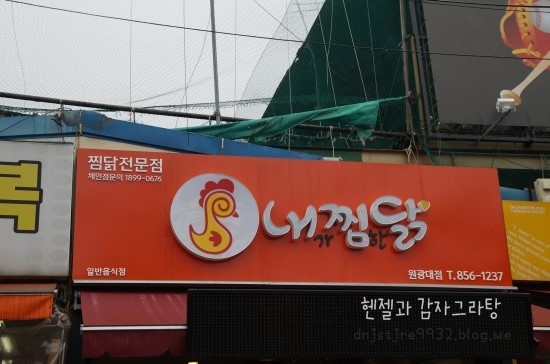 찜닭전문점
체인점문의 1899-0676
내가찜한닭
일반음식점
원광대점 T.856-1237
헨젤과 감자그라탕
dnjstjre9932.blog.me
복